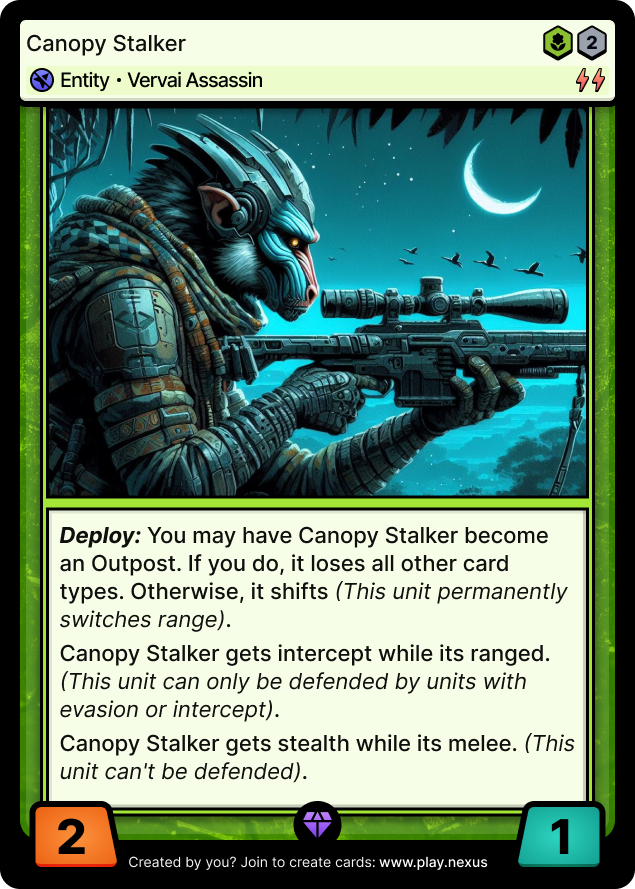 Canopy Stalker
2
Entity • Vervai Assassin
Deploy: You may have Canopy Stalker become
an Outpost. If you do, it loses all other card
types. Otherwise, it shifts (This unit permanently
switches range).
Canopy Stalker gets intercept while its ranged.
(This unit can only be defended by units with
evasion or intercept).
Canopy Stalker gets stealth while its melee. (This
unit can't be defended).
2
1
Created by you? Join to create cards: www.play.nexus